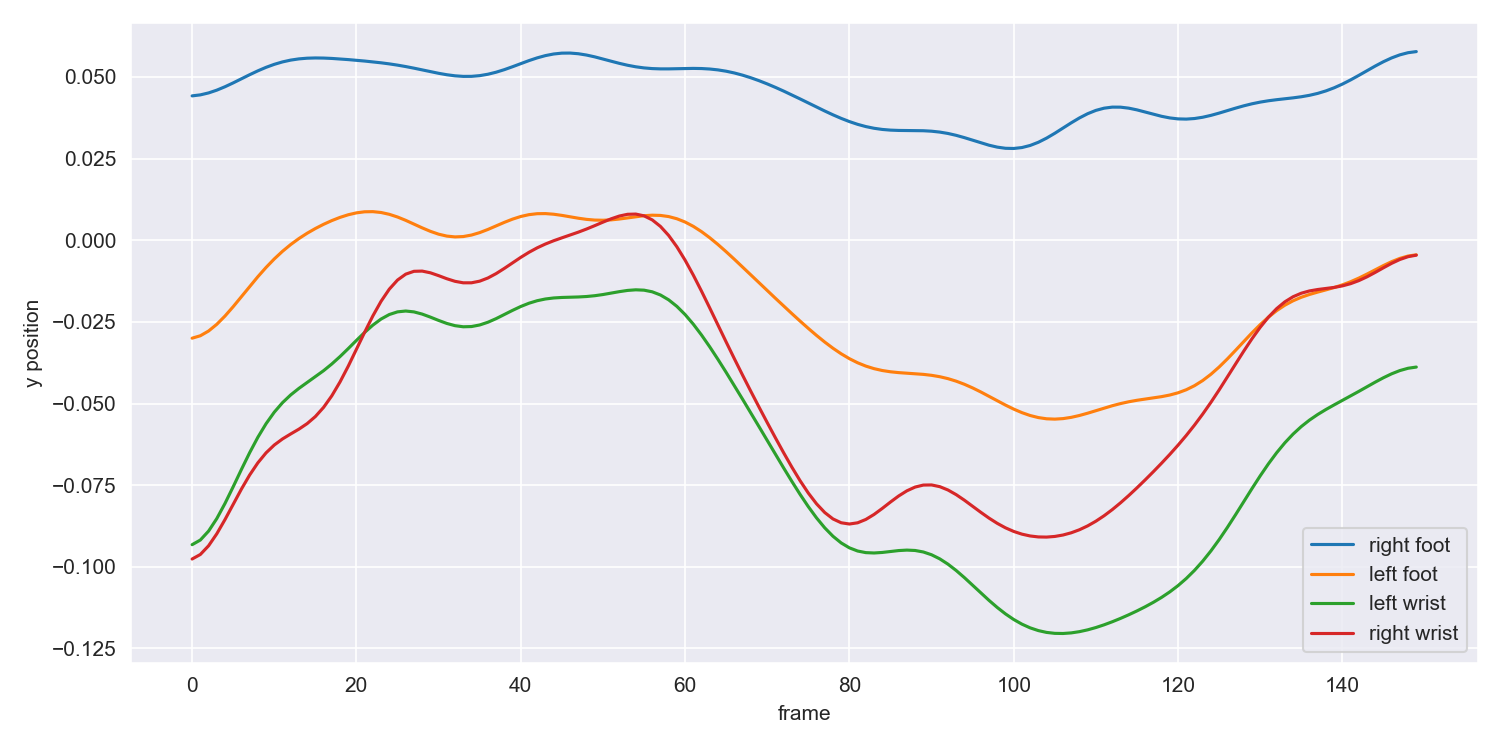 y position
0.050
0.025
0.000
−0.025
−0.050
−0.075
−0.100
−0.125
0 20 40 60 80 100 120 140
frame
right foot
left foot
left wrist
right wrist